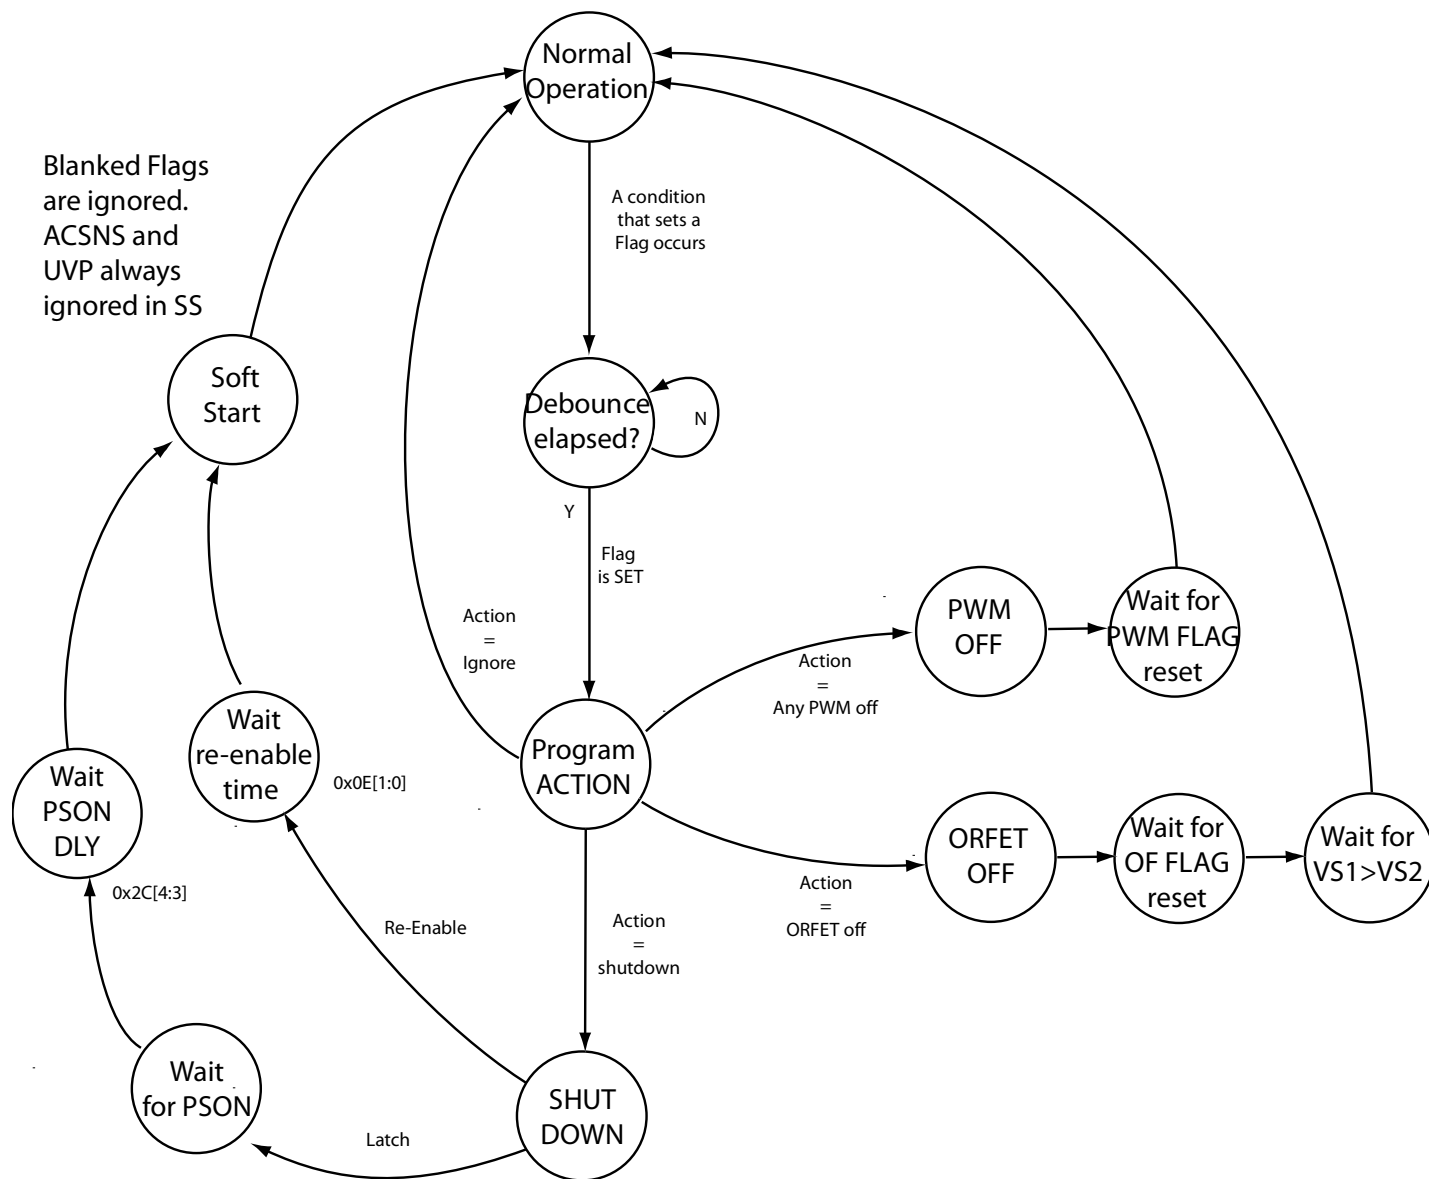 Normal
Operation
Blanked Flags
are ignored.
ACSNS and
UVP always
ignored in SS
A condition
that sets a
Flag occurs
Soft
Start
Debounce
elapsed?
N
Y
Flag
is SET
Action
=
Ignore
PWM
OFF
Wait for
PWM FLAG
reset
Action
=
Any PWM off
Wait
re-enable
time
0x0E[1:0]
Program
ACTION
Wait
PSON
DLY
0x2C[4:3]
ORFET
OFF
Wait for
OF FLAG
reset
Wait for
VS1>VS2
Action
=
ORFET off
Re-Enable
Action
=
shutdown
Wait
for PSON
Latch
SHUT
DOWN